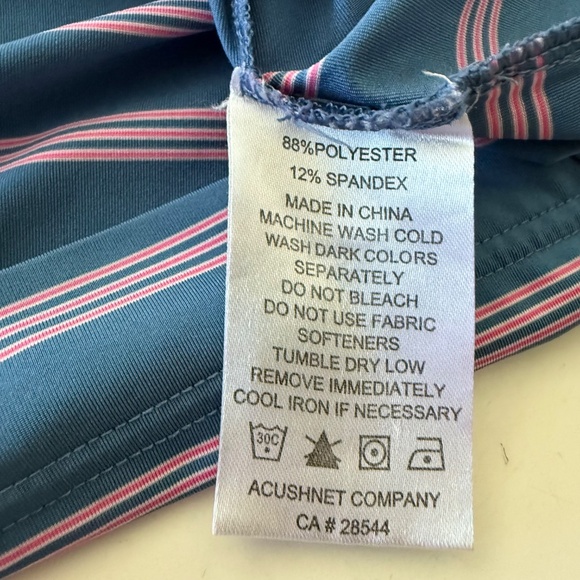 88%POLYESTER
12% SPANDEX
MADE IN CHINA
MACHINE WASH COLD
WASH DARK COLORS
SEPARATELY
DO NOT BLEACH
DO NOT USE FABRIC
SOFTENERS
TUMBLE DRY LOW
REMOVE IMMEDIATELY
COOL IRON IF NECESSARY
30C
ACUSHNET COMPANY
CA # 28544